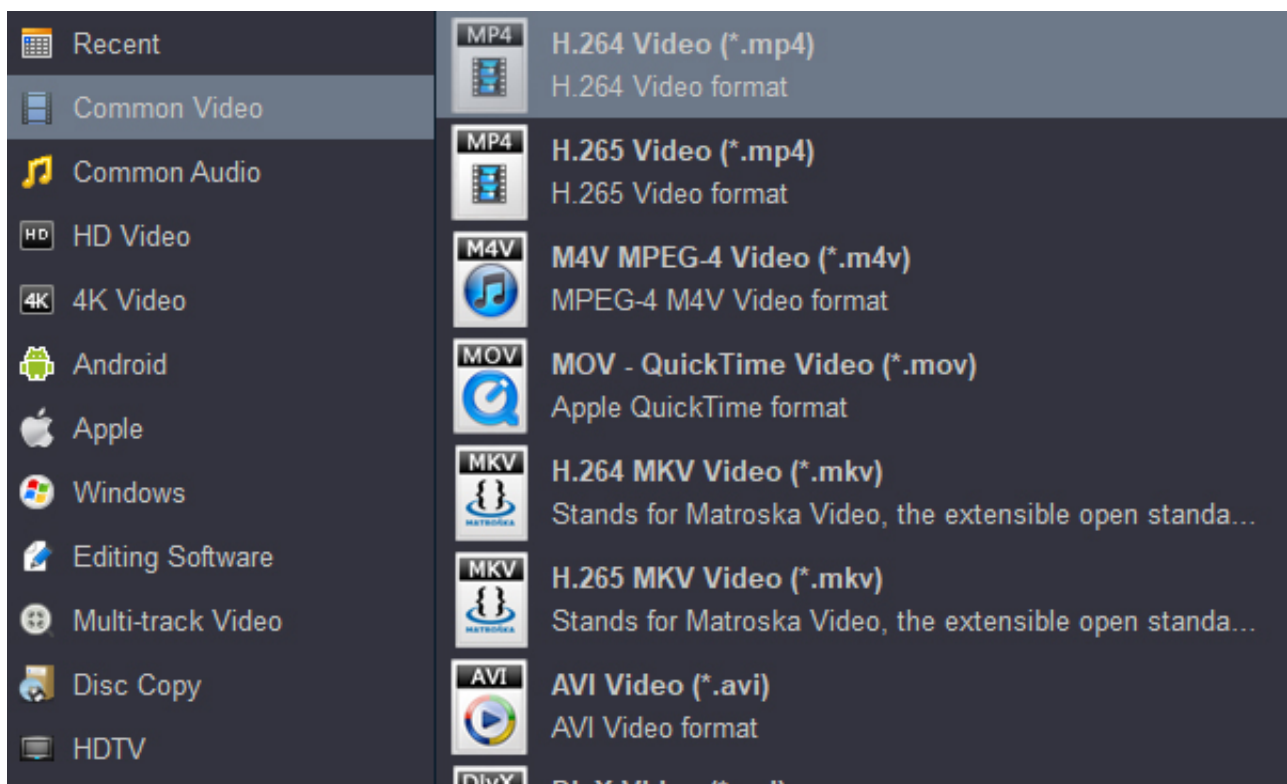 Recent
Common Video
Common Audio
HD
HD Video
4K
4K Video
Android
Apple
Windows
Editing Software
Multi-track Video
Disc Copy
HDTV
MP4
H.264 Video (*.mp4)
H.264 Video format
MP4
H.265 Video (*.mp4)
H.265 Video format
M4V
M4V MPEG-4 Video (*.m4v)
MPEG-4 M4V Video format
MOV
MOV - QuickTime Video (*.mov)
Apple QuickTime format
MKV
MATROŠKA
H.264 MKV Video (*.mkv)
Stands for Matroska Video, the extensible open standa...
MKV
MATROŠKA
H.265 MKV Video (*.mkv)
Stands for Matroska Video, the extensible open standa...
AVI
AVI Video (*.avi)
AVI Video format
DivX